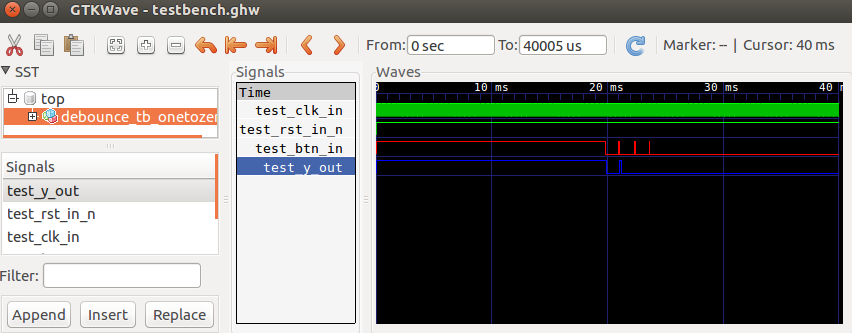 GTKWave - testbench.ghw
From: 0 sec To: 40005 us Marker: -- | Cursor: 40 ms
SST
top
debounce_tb_onetozer
Signals
test_y_out
test_rst_in_n
test_clk_in
Filter:
Append Insert Replace
Signals
Time
test_clk_in
test_rst_in_n
test_btn_in
test_y_out
Waves
0 10 ms 20 ms 30 ms 40 m